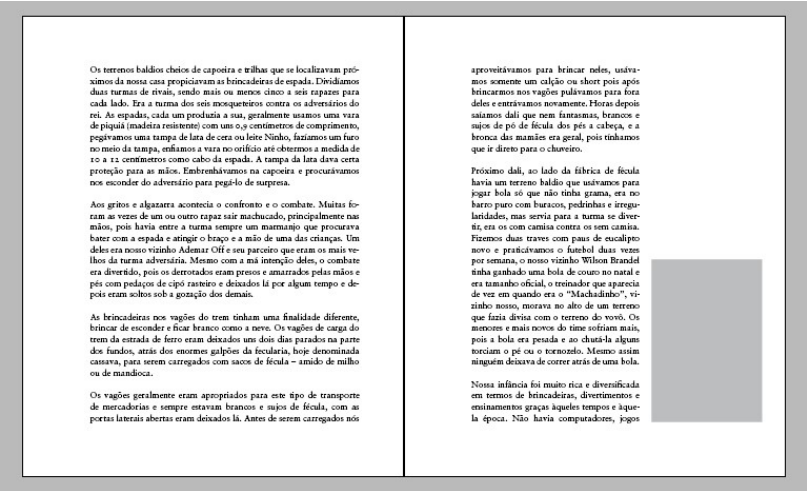 Os terrenos baldios cheios de capoeira e trilhas que se localizavam pró-
ximos da nossa casa propiciavam as brincadeiras de espada. Dividíamos
duas turmas de rivais, sendo mais ou menos cinco a seis rapazes para
cada lado. Era a turma dos seis mosqueteiros contra os adversários do
rei. As espadas, cada um produzia a sua, geralmente usamos uma vara
de piquiá (madeira resistente) com uns 0,9 centímetros de comprimento,
pegávamos uma tampa de lata de cera ou leite Ninho, fazíamos um furo
no meio da tampa, enfiamos a vara no orifício até obtermos a medida de
10 a 12 centímetros como cabo da espada. A tampa da lata dava certa
proteção para as mãos. Embrenhávamos na capoeira e procurávamos
nos esconder do adversário para pegá-lo de surpresa.
Aos gritos e algazarra acontecia o confronto e o combate. Muitas fo-
ram as vezes de um ou outro rapaz sair machucado, principalmente nas
mãos, pois havia entre a turma sempre um marmanjo que procurava
bater com a espada e atingir o braço e a mão de uma das crianças. Um
deles era nosso vizinho Ademar Off e seu parceiro que eram os mais ve-
lhos da turma adversária. Mesmo com a má intenção deles, o combate
era divertido, pois os derrotados eram presos e amarrados pelas mãos e
pés com pedaços de cipó rasteiro e deixados lá por algum tempo e de-
pois eram soltos sob a gozação dos demais.
As brincadeiras nos vagões do trem tinham uma finalidade diferente,
brincar de esconder e ficar branco como a neve. Os vagões de carga do
trem da estrada de ferro eram deixados uns dois dias parados na parte
dos fundos, atrás dos enormes galpões da fecularia, hoje denominada
cassava, para serem carregados com sacos de fécula – amido de milho
ou de mandioca.
Os vagões geralmente eram apropriados para este tipo de transporte
de mercadorias e sempre estavam brancos e sujos de fécula, com as
portas laterais abertas eram deixados lá. Antes de serem carregados nós
aproveitávamos para brincar neles, usáva-
mos somente um calção ou short pois após
brincarmos nos vagões pulávamos para fora
deles e entrávamos novamente. Horas depois
saíamos dali que nem fantasmas, brancos e
sujos de pó de fécula dos pés a cabeça, e a
bronca das mamães era geral, pois tínhamos
que ir direto para o chuveiro.
Próximo dali, ao lado da fábrica de fécula
havia um terreno baldio que usávamos para
jogar bola só que não tinha grama, era no
barro puro com buracos, pedrinhas e irregu-
laridades, mas servia para a turma se diver-
tir, era os com camisa contra os sem camisa.
Fizemos duas traves com paus de eucalipto
novo e praticávamos o futebol duas vezes
por semana, o nosso vizinho Wilson Brandel
tinha ganhado uma bola de couro no natal e
era tamanho oficial, o treinador que aparecia
de vez em quando era o “Machadinho”, vi-
zinho nosso, morava no alto de um terreno
que fazia divisa com o terreno do vovô. Os
menores e mais novos do time sofriam mais,
pois a bola era pesada e ao chutá-la alguns
torciam o pé ou o tornozelo. Mesmo assim
ninguém deixava de correr atrás de uma bola.
Nossa infância foi muito rica e diversificada
em termos de brincadeiras, divertimentos e
ensinamentos graças àqueles tempos e àque-
la época. Não havia computadores, jogos